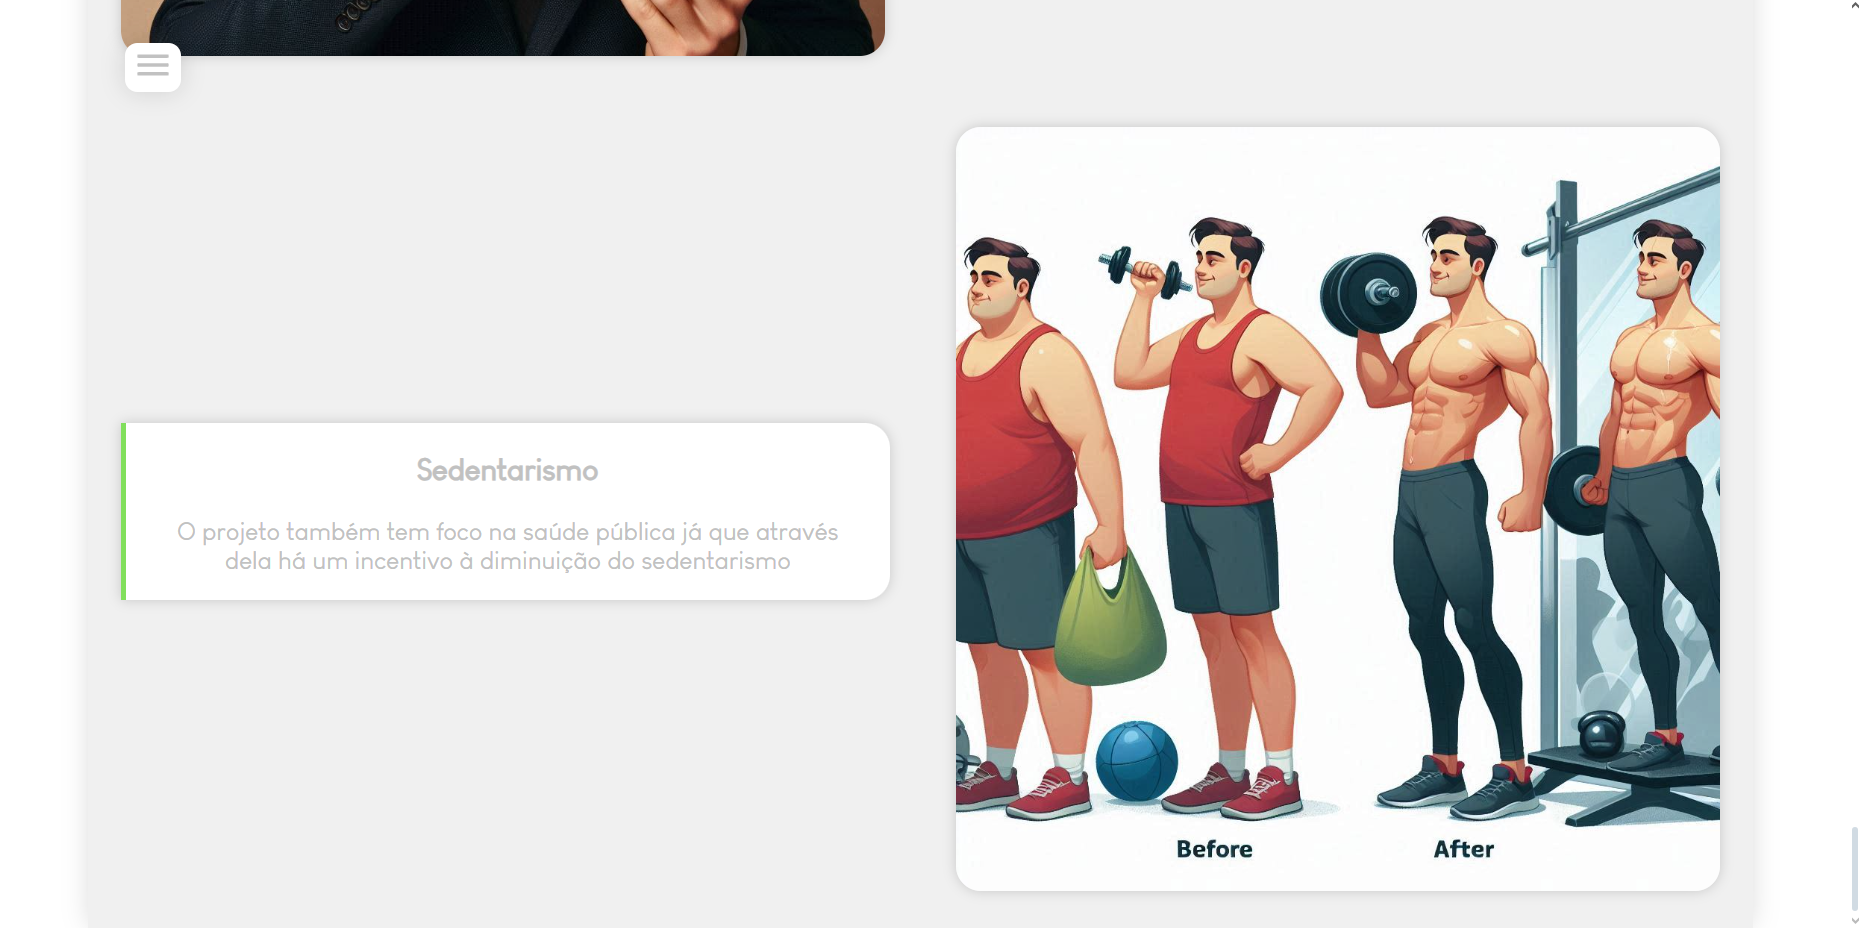 Sedentarismo
O projeto também tem foco na saúde pública já que através
dela há um incentivo à diminuição do sedentarismo
Before
After